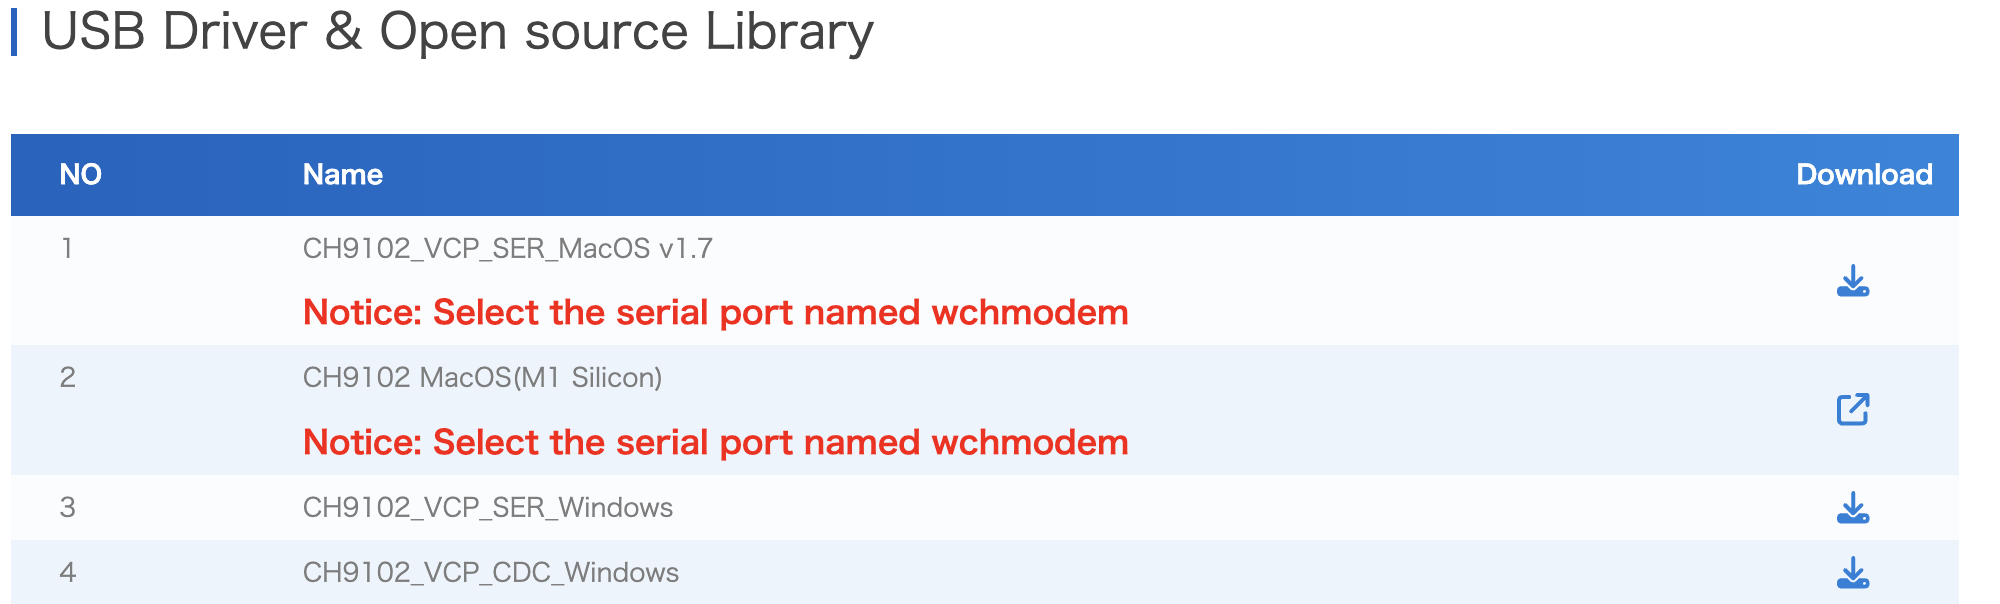 USB Driver & Open source Library
NO Name Download
1 CH9102_VCP_SER_MacOS v1.7
Notice: Select the serial port named wchmodem
2 CH9102 MacOS(M1 Silicon)
Notice: Select the serial port named wchmodem
3 CH9102_VCP_SER_Windows
4 CH9102_VCP_CDC_Windows